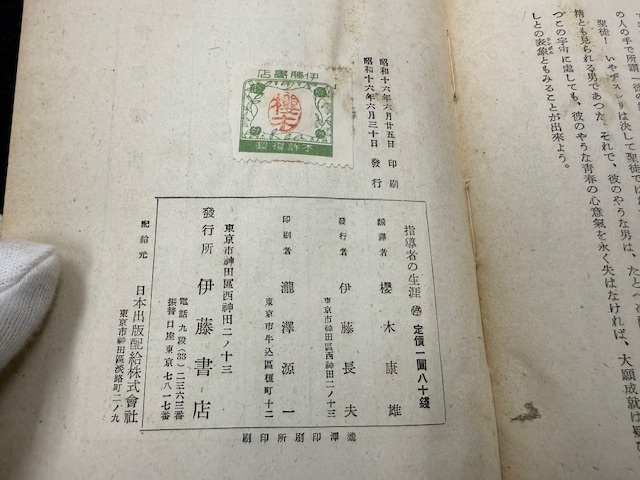 の人の手で所謂
聖徒！いやデスリは決して聖徒で
精とも見られる男であつた。それで、彼のやうな男は、たと
づこの宇宙に處しても、彼のやうな青春の心意氣を永く失はなければ、大願成就は
しとの表象ともみることが出來よう。
伊藤書店
櫻木
不許複製
昭和十六年六月廿五日 印刷
昭和十六年六月三十日 發行
指導者の生涯 定價一圓八十錢
飜譯者 櫻木康雄
發行者 伊藤長夫
東京市神田區西神田二ノ十三
印刷者 瀧澤源一
東京市牛込區榎町十二
東京市神田區西神田二ノ十三
發行所 伊藤書店
電話九段(33)二三六三番
振替口座東京七八一七番
瀧澤印刷所印刷
配給元 日本出版配給株式會社
東京市神田區淡路町二ノ九